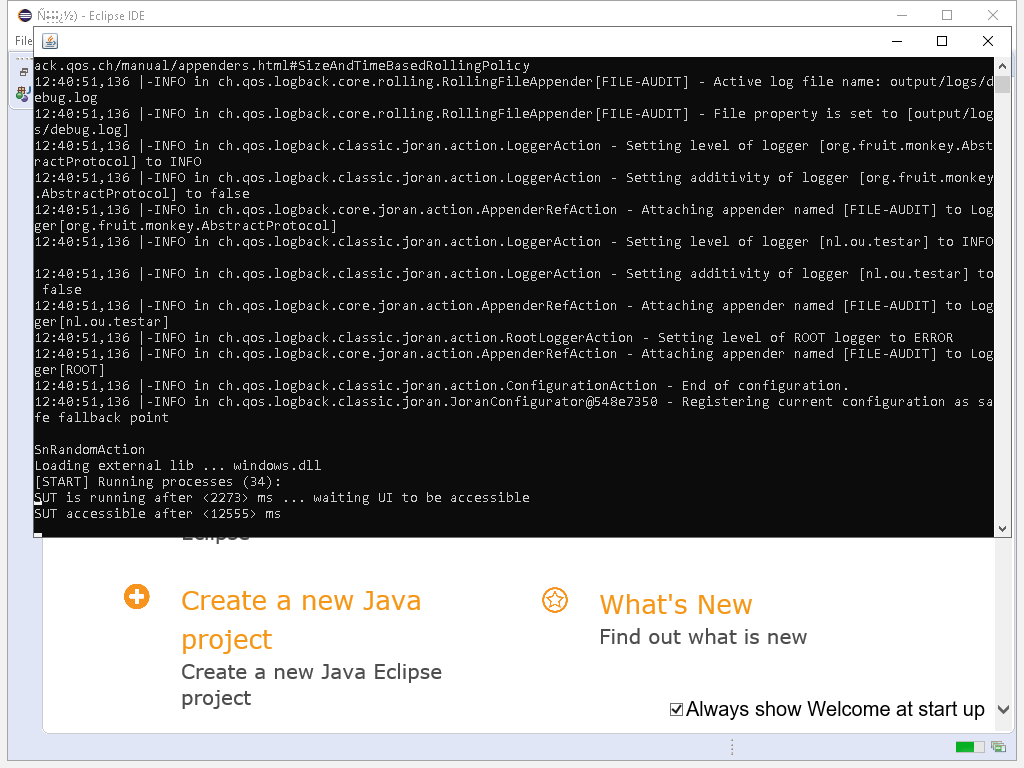 - Eclipse IDE
File
ack.qos.ch/manual/appenders.html#SizeAndTimeBasedRollingPolicy
12:40:51,136 |-INFO in ch.qos.logback.core.rolling.RollingFileAppender[FILE-AUDIT] - Active log file name: output/logs/d
ebug.log
12:40:51,136 |-INFO in ch.qos.logback.core.rolling.RollingFileAppender[FILE-AUDIT] - File property is set to [output/log
s/debug.log]
12:40:51,136 |-INFO in ch.qos.logback.classic.joran.action.LoggerAction - Setting level of logger [org.fruit.monkey.Abst
ractProtocol] to INFO
12:40:51,136 |-INFO in ch.qos.logback.classic.joran.action.LoggerAction - Setting additivity of logger [org.fruit.monkey
.AbstractProtocol] to false
12:40:51,136 |-INFO in ch.qos.logback.core.joran.action.AppenderRefAction - Attaching appender named [FILE-AUDIT] to Log
ger[org.fruit.monkey.AbstractProtocol]
12:40:51,136 |-INFO in ch.qos.logback.classic.joran.action.LoggerAction - Setting level of logger [nl.ou.testar] to INFO
12:40:51,136 |-INFO in ch.qos.logback.classic.joran.action.LoggerAction - Setting additivity of logger [nl.ou.testar] to
false
12:40:51,136 |-INFO in ch.qos.logback.core.joran.action.AppenderRefAction - Attaching appender named [FILE-AUDIT] to Log
ger[nl.ou.testar]
12:40:51,136 |-INFO in ch.qos.logback.classic.joran.action.RootLoggerAction - Setting level of ROOT logger to ERROR
12:40:51,136 |-INFO in ch.qos.logback.core.joran.action.AppenderRefAction - Attaching appender named [FILE-AUDIT] to Log
ger[ROOT]
12:40:51,136 |-INFO in ch.qos.logback.classic.joran.action.ConfigurationAction - End of configuration.
12:40:51,136 |-INFO in ch.qos.logback.classic.joran.JoranConfigurator@548e7350 - Registering current configuration as sa
fe fallback point
SnRandomAction
Loading external lib ... windows.dll
[START] Running processes (34):
SUT is running after <2273> ms ... waiting UI to be accessible
SUT accessible after <12555> ms
Eclipse
Create a new Java
project
Create a new Java Eclipse
project
What's New
Find out what is new
Always show Welcome at start up